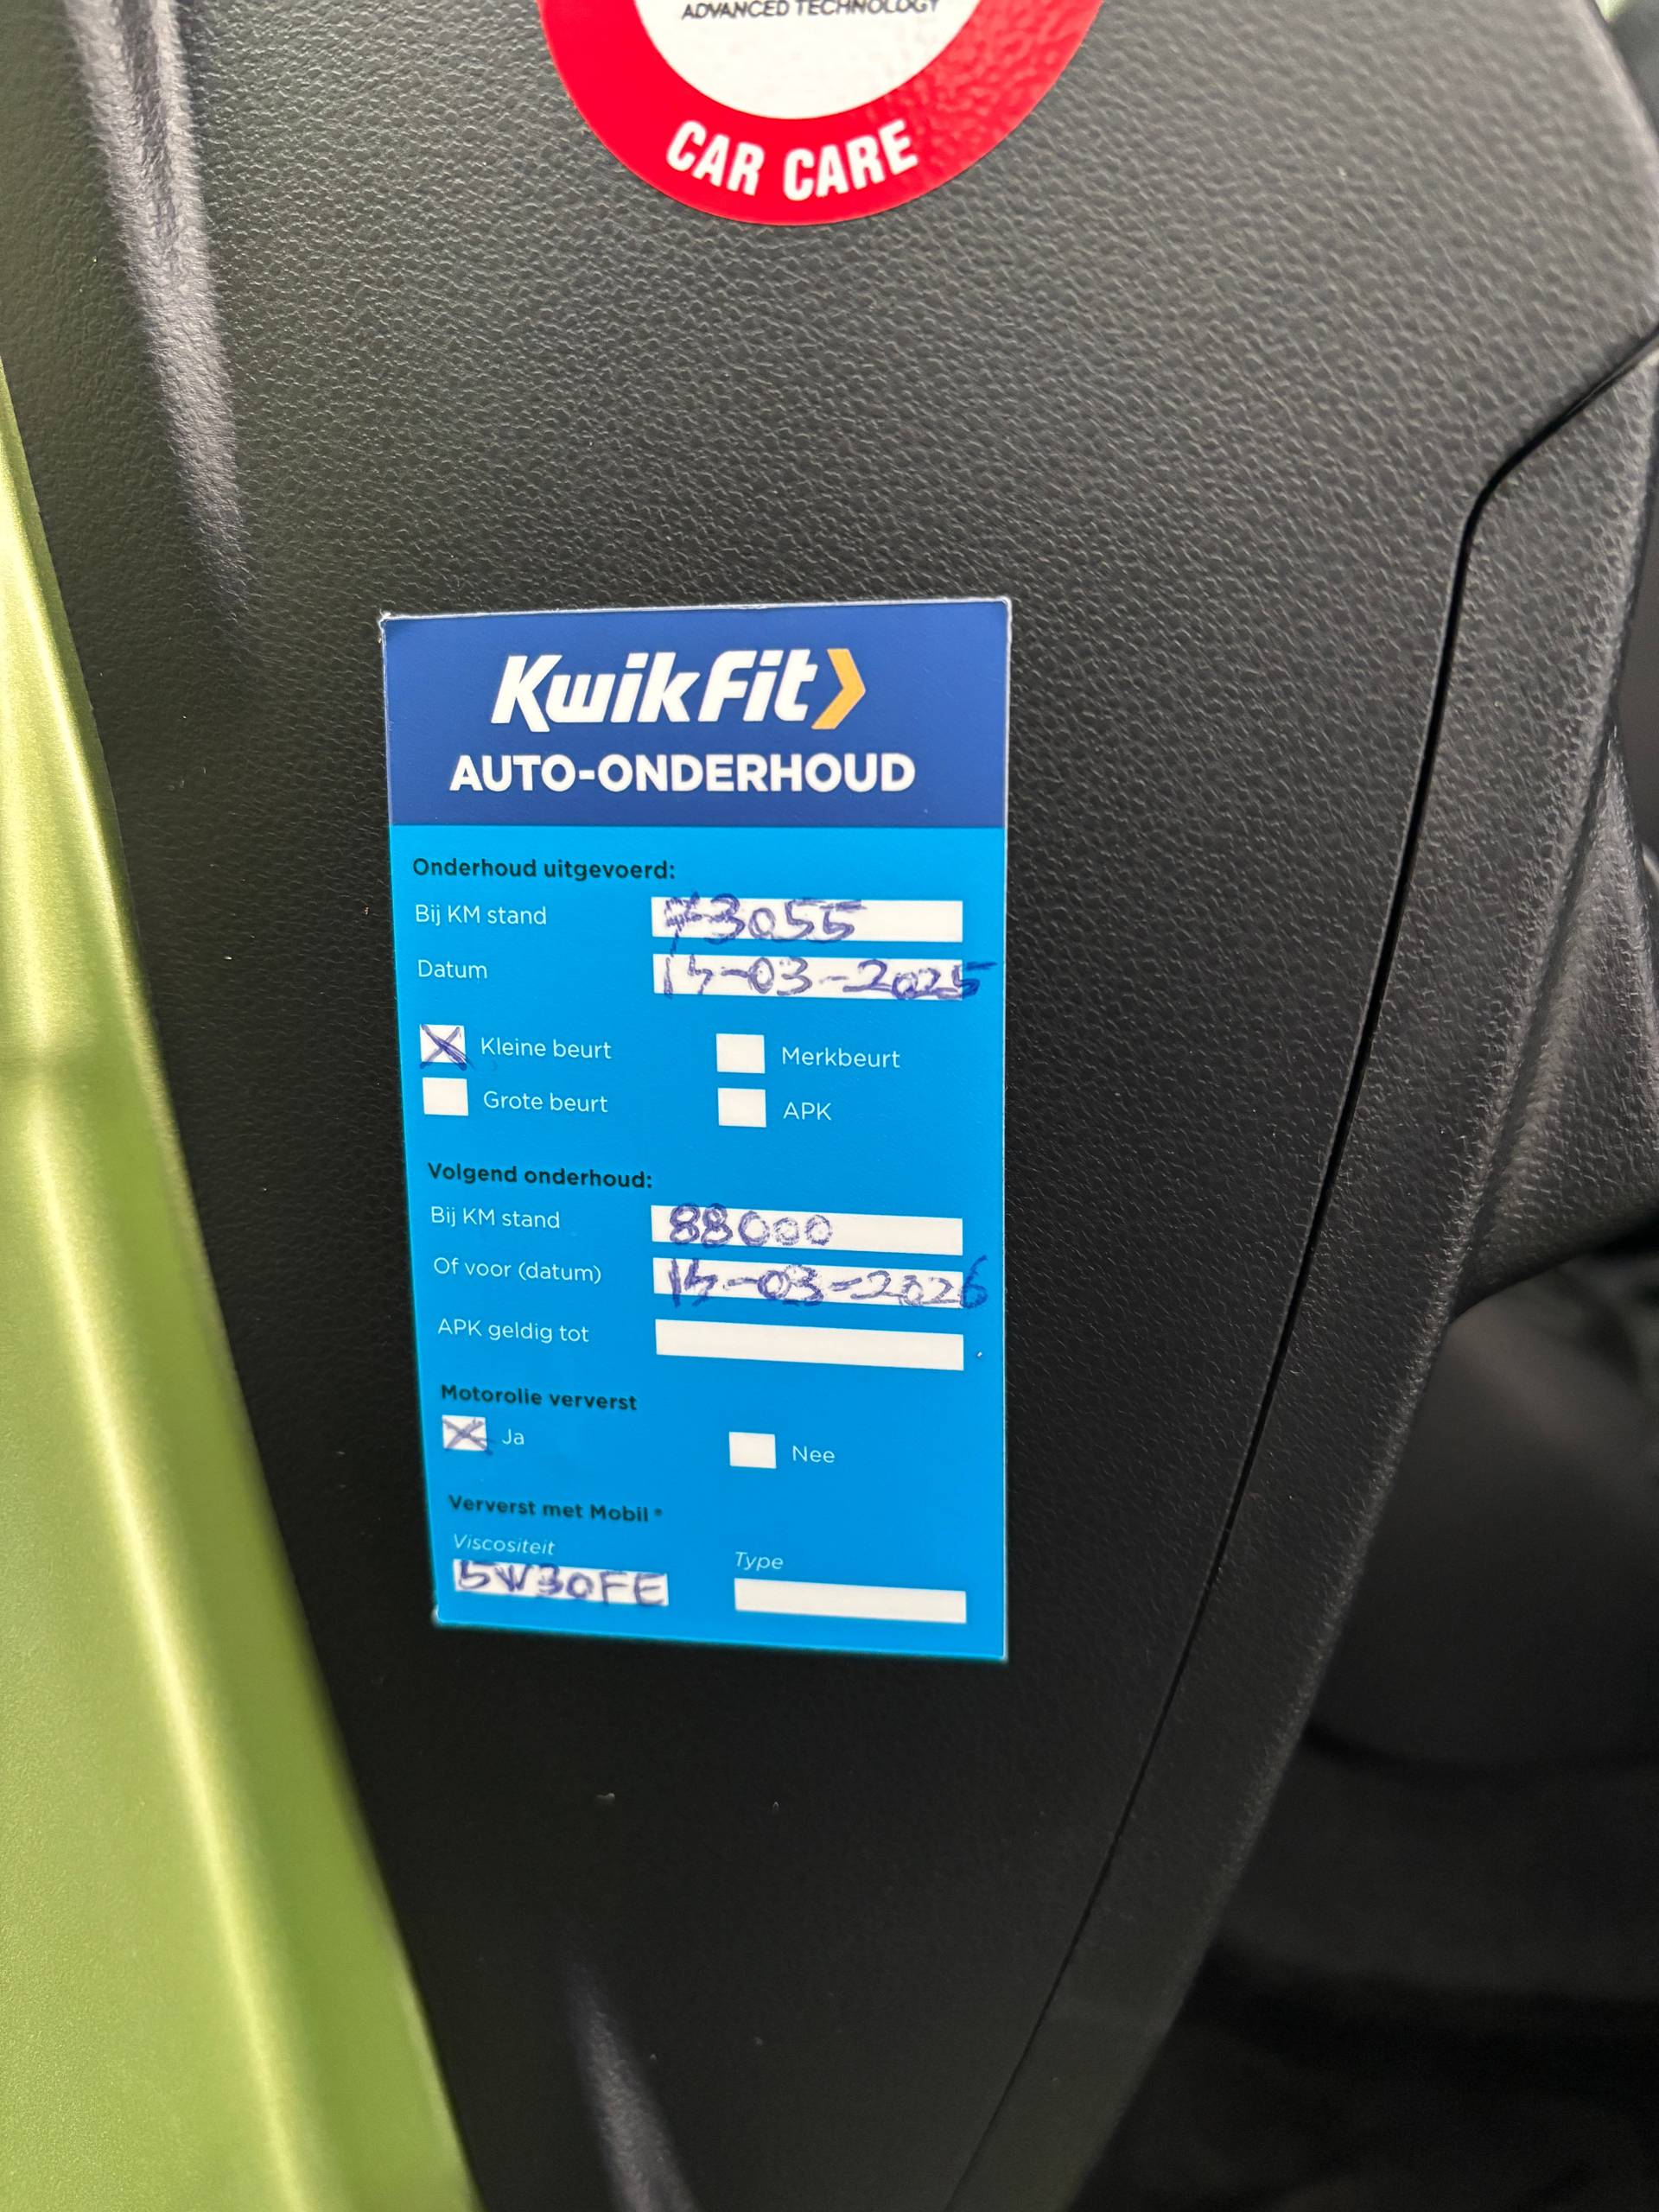 ADVANCED TECHNOLOGY
CAR CARE
KwikFit
AUTO-ONDERHOUD
Onderhoud uitgevoerd:
Bij KM stand 73055
Datum 15-03-2025
Kleine beurt Merkbeurt
Grote beurt APK
Volgend onderhoud:
Bij KM stand 88000
Of voor (datum) 15-03-2026
APK geldig tot
Motorolie ververst
Ja Nee
Ververst met Mobil *
Viscositeit Type
5W30FE